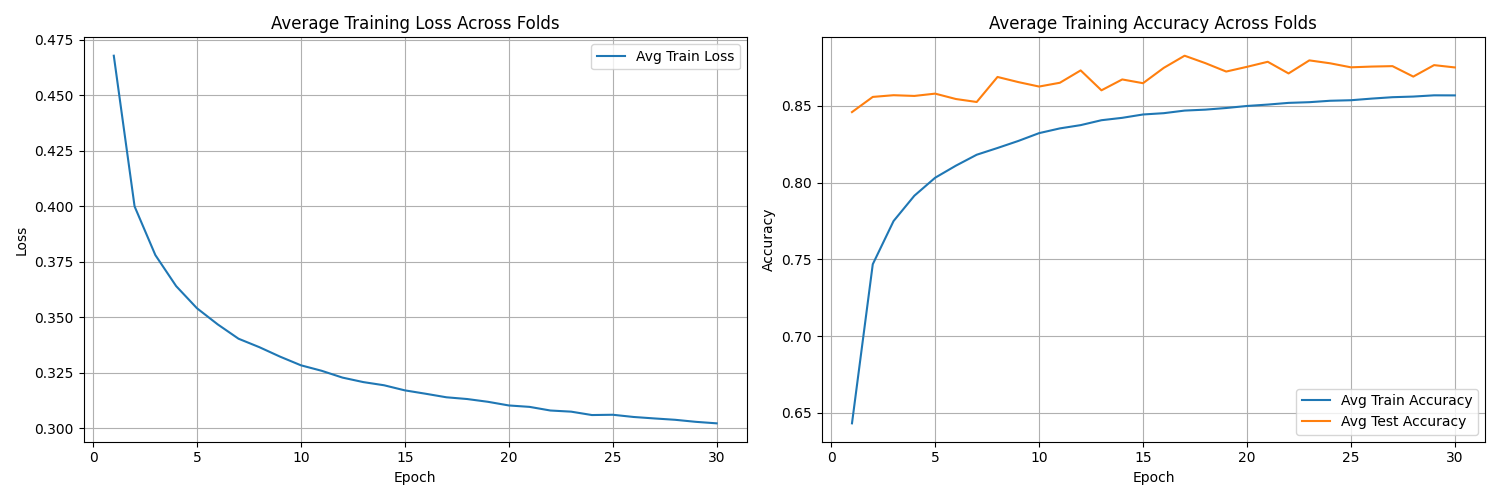 Average Training Loss Across Folds
0.475
0.450
0.425
0.400
0.375
0.350
0.325
0.300
Loss
Avg Train Loss
0 5 10 15 20 25 30
Epoch
Average Training Accuracy Across Folds
0.85
0.80
0.75
0.70
0.65
Accuracy
Avg Train Accuracy
Avg Test Accuracy
0 5 10 15 20 25 30
Epoch